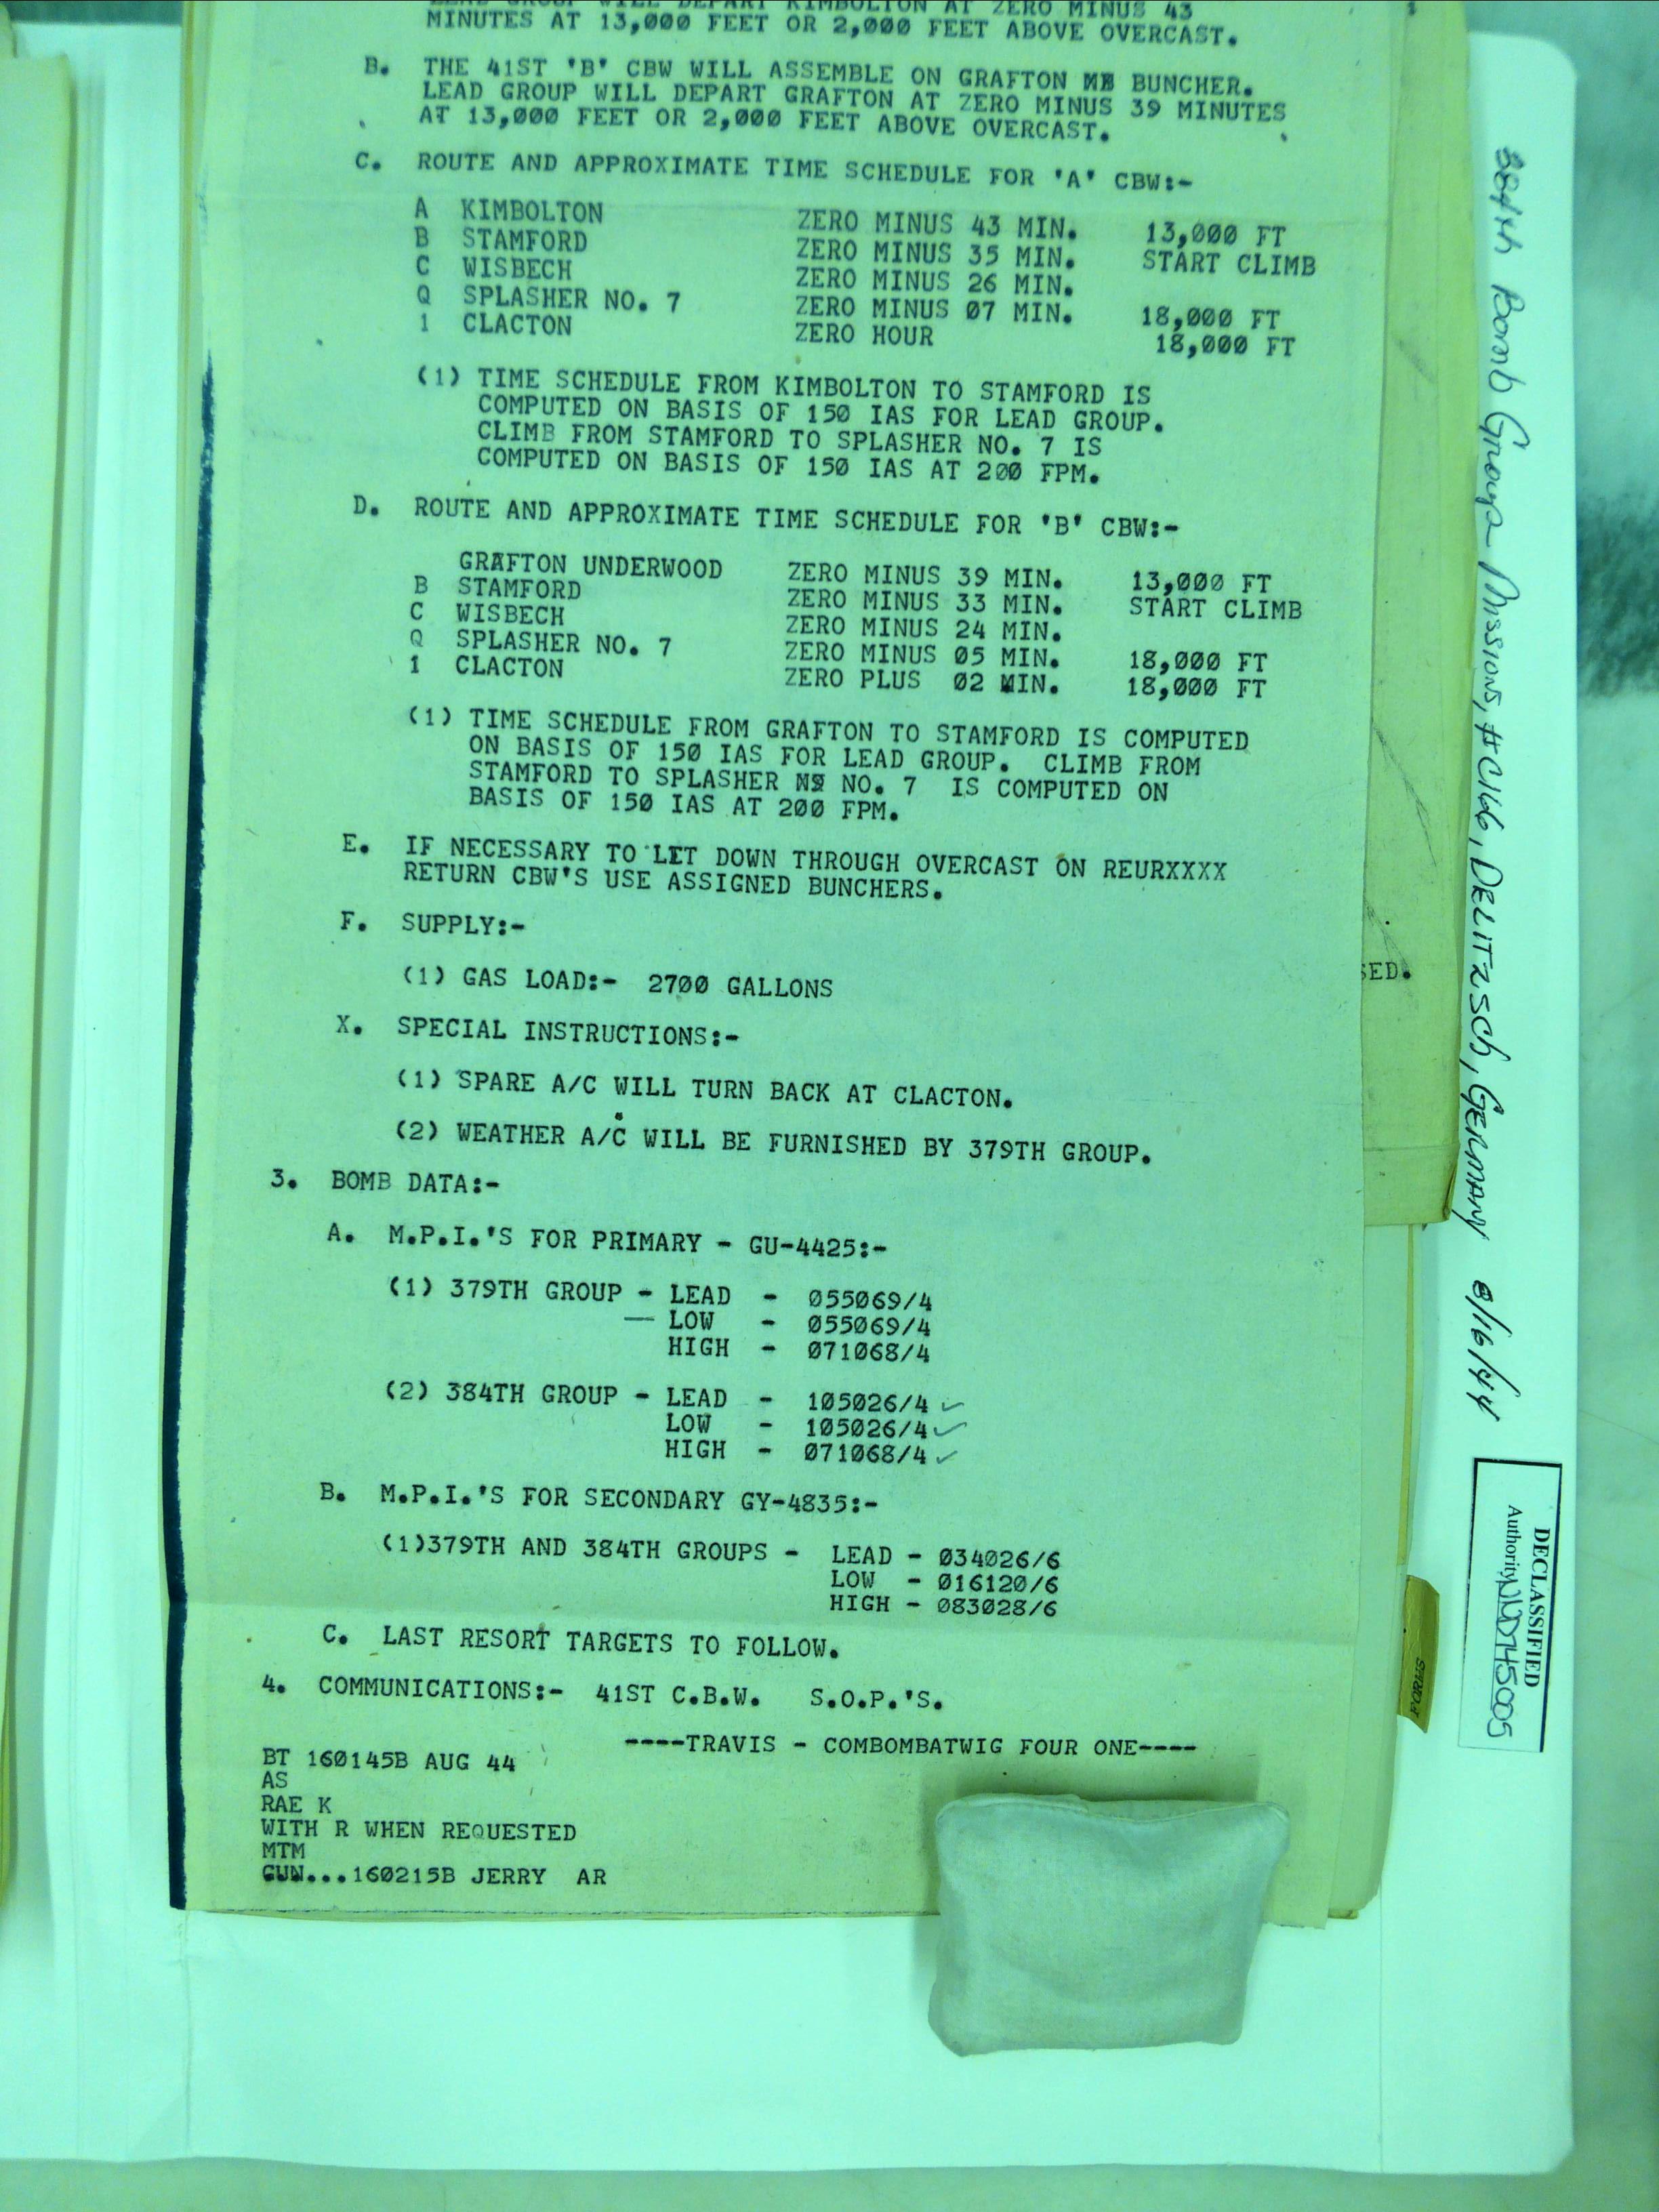 LEAD GROUP WILL DEPART KIMBOLTON AT ZERO MINUS 43
MINUTES AT 13,000 FEET OR 2,000 FEET ABOVE OVERCAST.
B. THE 41ST 'B' CBW WILL ASSEMBLE ON GRAFTON BUNCHER.
LEAD GROUP WILL DEPART GRAFTON AT ZERO MINUS 39 MINUTES
AT 13,000 FEET OR 2,000 FEET ABOVE OVERCAST.
C. ROUTE AND APPROXIMATE TIME SCHEDULE FOR 'A' CBW:-
A KIMBOLTON ZERO MINUS 43 MIN. 13,000 FT
B STAMFORD ZERO MINUS 35 MIN. START CLIMB
C WISBECH ZERO MINUS 26 MIN.
Q SPLASHER NO. 7 ZERO MINUS 07 MIN. 18,000 FT
1 CLACTON ZERO HOUR 18,000 FT
(1) TIME SCHEDULE FROM KIMBOLTON TO STAMFORD IS
COMPUTED ON BASIS OF 150 IAS FOR LEAD GROUP.
CLIMB FROM STAMFORD TO SPLASHER NO. 7 IS
COMPUTED ON BASIS OF 150 IAS AT 200 FPM.
D. ROUTE AND APPROXIMATE TIME SCHEDULE FOR 'B' CBW:-
GRAFTON UNDERWOOD ZERO MINUS 39 MIN. 13,000 FT
B STAMFORD ZERO MINUS 33 MIN. START CLIMB
C WISBECH ZERO MINUS 24 MIN.
Q SPLASHER NO. 7 ZERO MINUS 05 MIN. 18,000 FT
1 CLACTON ZERO PLUS 02 MIN. 18,000 FT
(1) TIME SCHEDULE FROM GRAFTON TO STAMFORD IS COMPUTED
ON BASIS OF 150 IAS FOR LEAD GROUP. CLIMB FROM
STAMFORD TO SPLASHER NO. 7 IS COMPUTED ON
BASIS OF 150 IAS AT 200 FPM.
E. IF NECESSARY TO LET DOWN THROUGH OVERCAST ON REURXXXX
RETURN CBW'S USE ASSIGNED BUNCHERS.
F. SUPPLY:-
(1) GAS LOAD:- 2700 GALLONS
X. SPECIAL INSTRUCTIONS:-
(1) SPARE A/C WILL TURN BACK AT CLACTON.
(2) WEATHER A/C WILL BE FURNISHED BY 379TH GROUP.
3. BOMB DATA:-
A. M.P.I.'S FOR PRIMARY - GU-4425:-
(1) 379TH GROUP - LEAD - 055069/4
LOW - 055069/4
HIGH - 071068/4
(2) 384TH GROUP - LEAD - 105026/4 ✓
LOW - 105026/4 ✓
HIGH - 071068/4 ✓
B. M.P.I.'S FOR SECONDARY GY-4835:-
(1)379TH AND 384TH GROUPS - LEAD - 034026/6
LOW - 016120/6
HIGH - 083028/6
C. LAST RESORT TARGETS TO FOLLOW.
4. COMMUNICATIONS:- 41ST C.B.W. S.O.P.'S.
----TRAVIS - COMBOMBATWIG FOUR ONE----
BT 160145B AUG 44
AS
RAE K
WITH R WHEN REQUESTED
MTM
GUN...160215B JERRY AR
SED.
384th Bomb Group Missions, #C166, DELITZSCh, GERMANY 8/16/44
DECLASSIFIED
Authority NND745005
FORMS